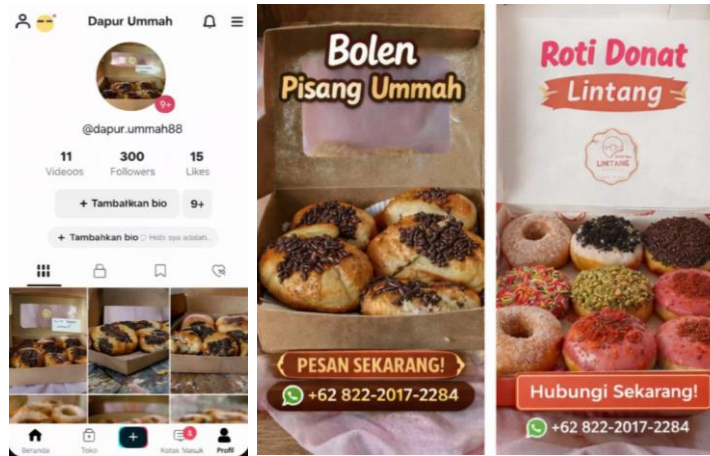 Dapur Ummah
9+
@dapur.ummah88
11 300 15
Videoos Followers Likes
+ Tambahkan bio 9+
+ Tambahkan bio
Beranda Toko Kotak Masuk Profil
Bolen
Pisang Ummah
PESAN SEKARANG!
+62 822-2017-2284
Roti Donat
Lintang
LINTANG
Hubungi Sekarang!
+62 822-2017-2284